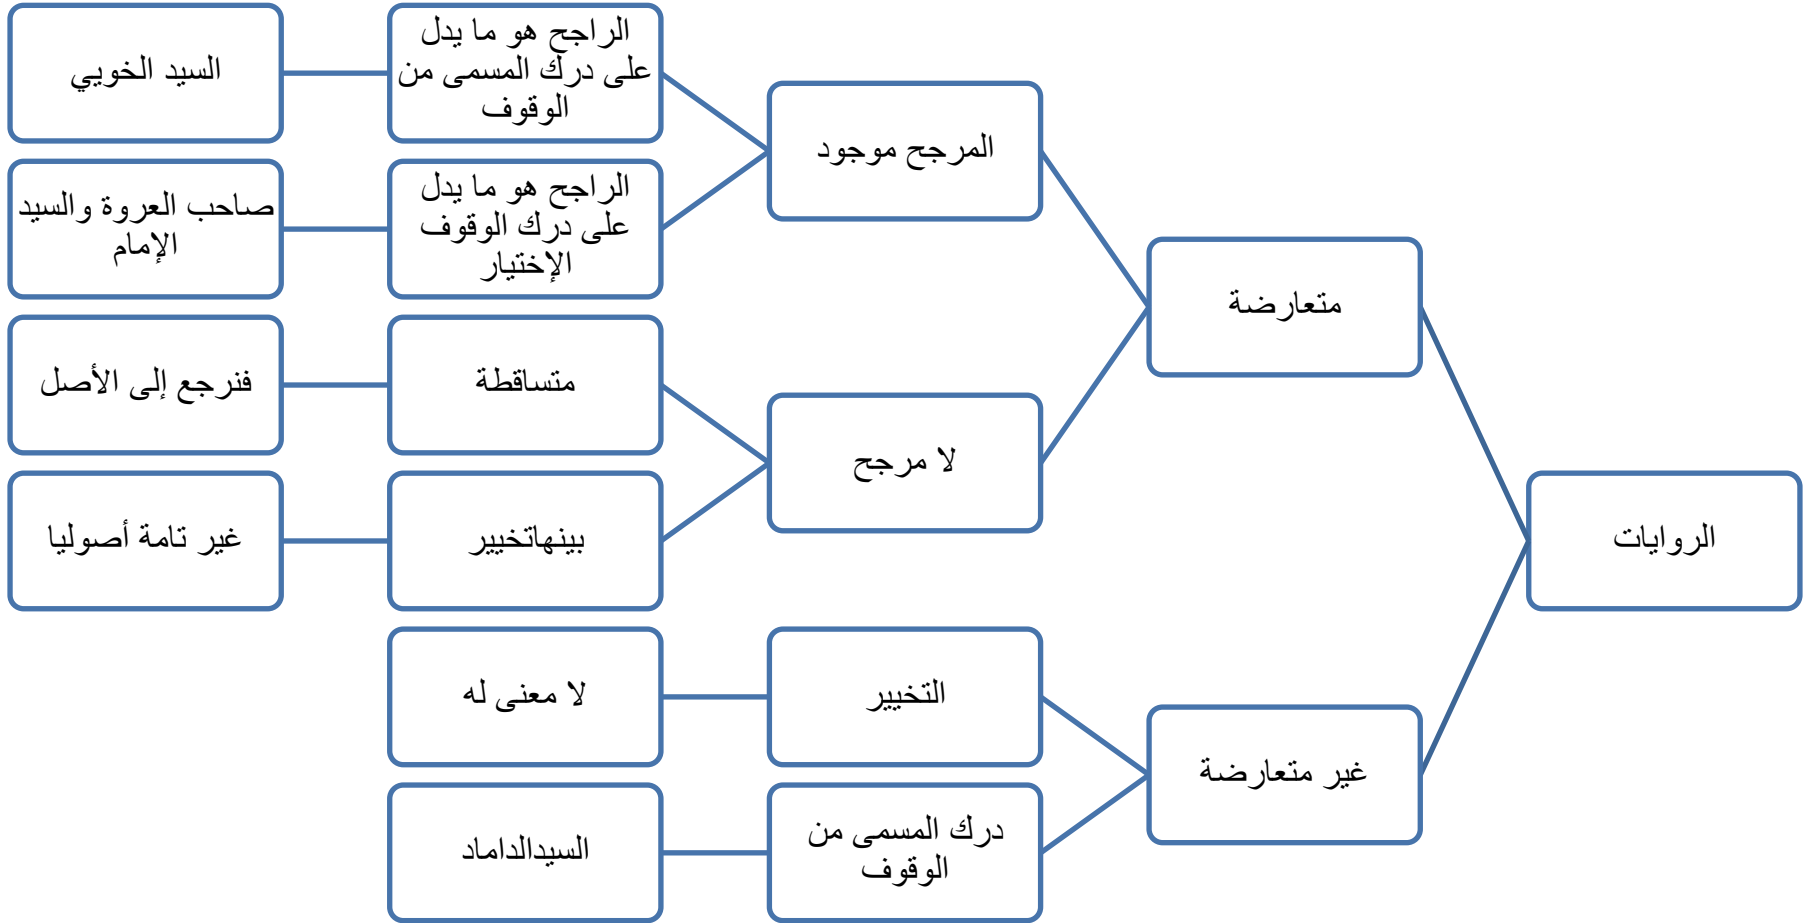 الروايات
متعارضة
المرجح موجود
الراجح هو ما يدل
على درك المسمى من
الوقوف
السيد الخويي
الراجح هو ما يدل
على درك الوقوف
الإختيار
صاحب العروة والسيد
الإمام
لا مرجح
متساقطة
فنرجع إلى الأصل
بينهاتخيير
غير تامة أصوليا
غير متعارضة
التخيير
لا معنى له
درك المسمى من
الوقوف
السيدالداماد